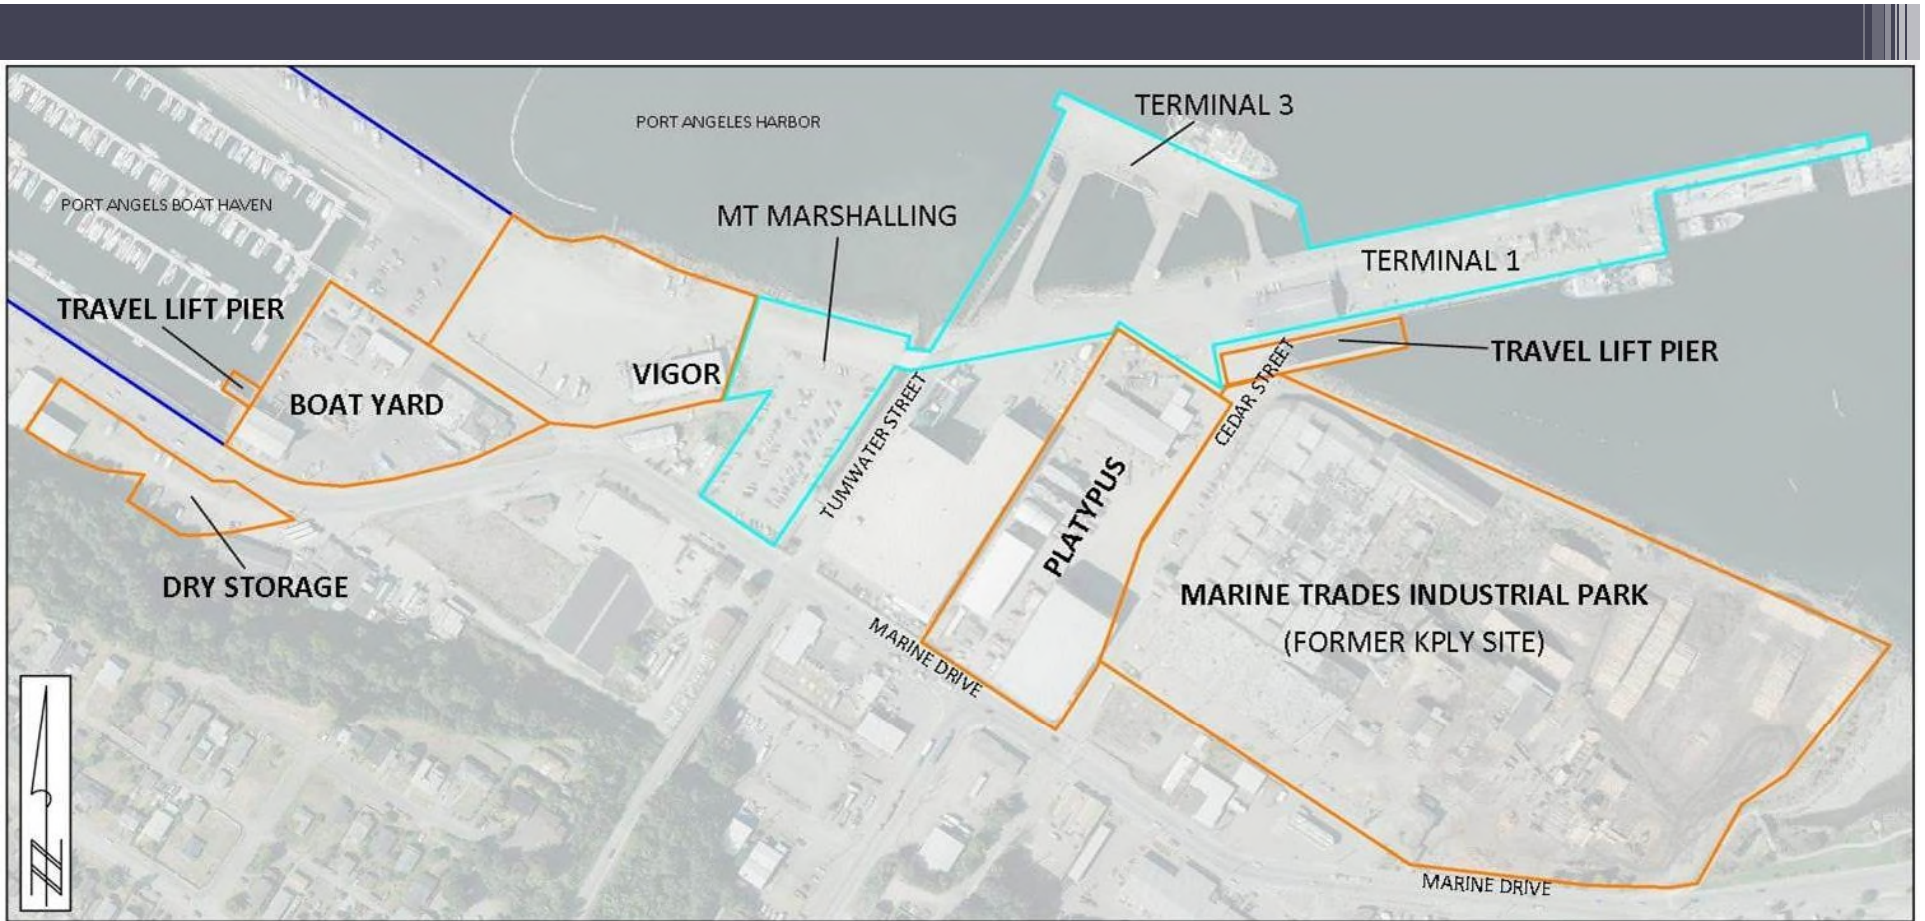 TERMINAL 3
PORT ANGELES HARBOR
PORT ANGELS BOAT HAVEN
MT MARSHALLING
TERMINAL 1
TRAVEL LIFT PIER
TRAVEL LIFT PIER
VIGOR
BOAT YARD
CEDAR STREET
TUMWATER STREET
PLATYPUS
DRY STORAGE
MARINE TRADES INDUSTRIAL PARK
(FORMER KPLY SITE)
MARINE DRIVE
MARINE DRIVE
N